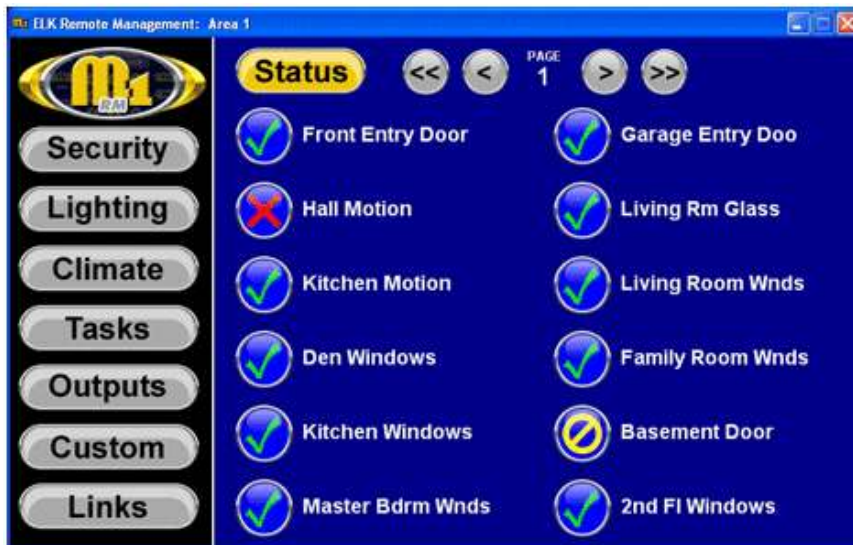 ELK Remote Management: Area 1
M1
RM
Security
Lighting
Climate
Tasks
Outputs
Custom
Links
Status
<<
<
PAGE
1
>
>>
Front Entry Door
Garage Entry Doo
Hall Motion
Living Rm Glass
Kitchen Motion
Living Room Wnds
Den Windows
Family Room Wnds
Kitchen Windows
Basement Door
Master Bdrm Wnds
2nd Fl Windows